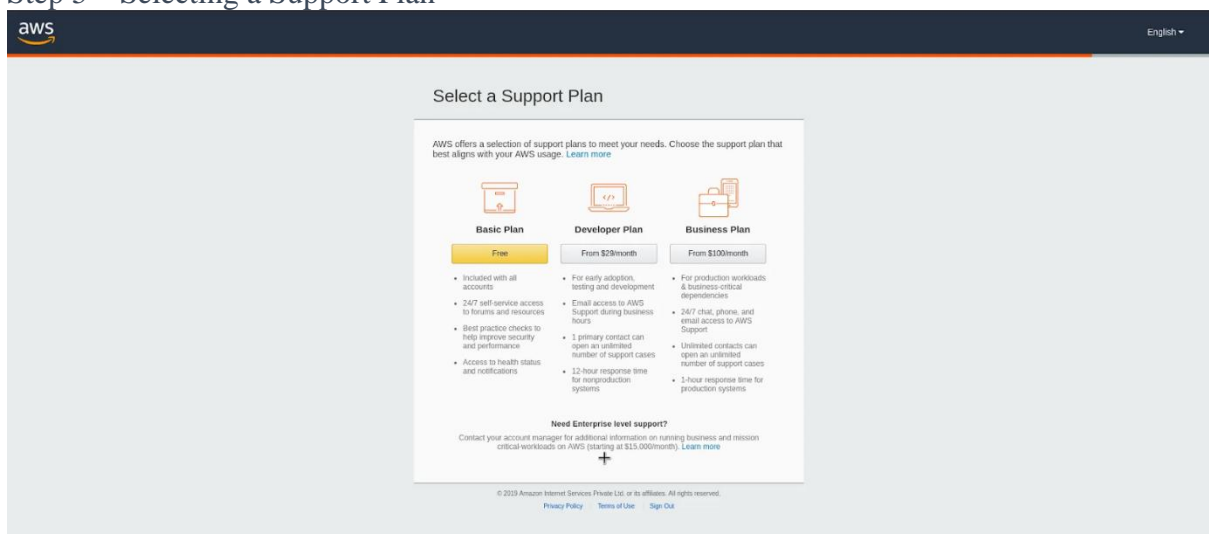 Step 5 – Selecting a Support Plan
aws
English
Select a Support Plan
AWS offers a selection of support plans to meet your needs. Choose the support plan that
best aligns with your AWS usage. Learn more
</>
Basic Plan
Free
• Included with all
accounts
• 24/7 self-service access
to forums and resources
• Best practice checks to
help improve security
and performance
• Access to health status
and notifications
Developer Plan
From $29/month
• For early adoption,
testing and development
• Email access to AWS
Support during business
hours
• 1 primary contact can
open an unlimited
number of support cases
• 12-hour response time
for nonproduction
systems
Business Plan
From $100/month
• For production workloads
& business-critical
dependencies
• 24/7 chat, phone, and
email access to AWS
Support
• Unlimited contacts can
open an unlimited
number of support cases
• 1-hour response time for
production systems
Need Enterprise level support?
Contact your account manager for additional information on running business and mission
critical-workloads on AWS (starting at $15,000/month). Learn more
© 2019 Amazon Internet Services Private Ltd. or its affiliates. All rights reserved.
Privacy Policy Terms of Use Sign Out